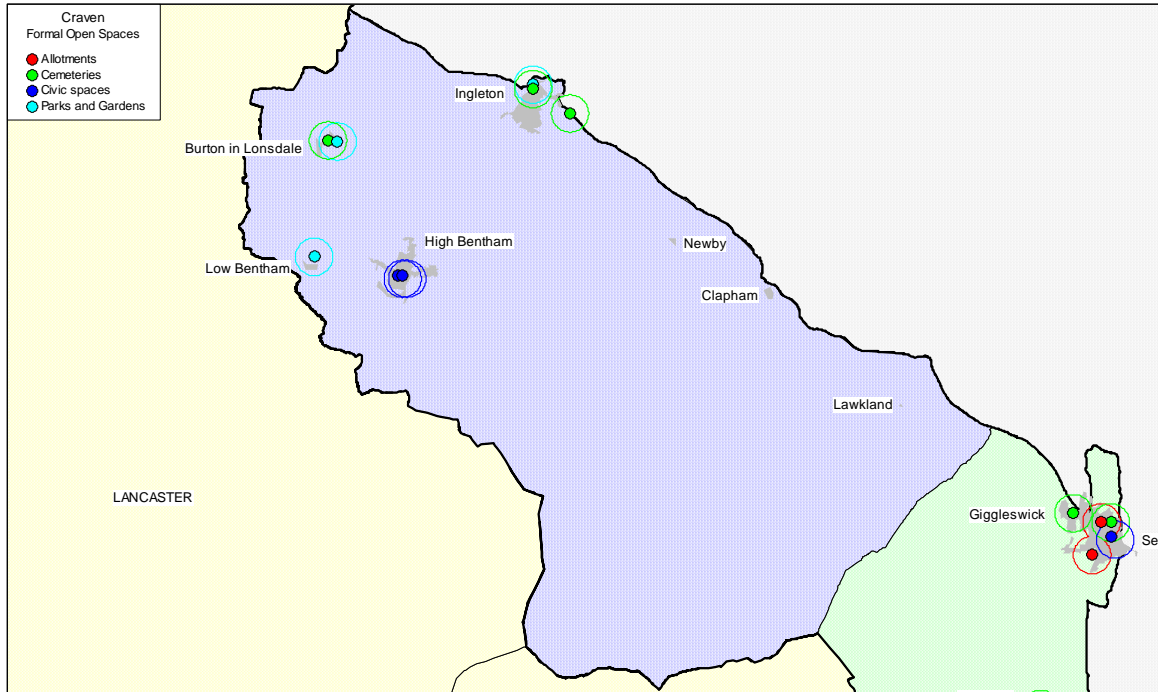 Craven
Formal Open Spaces
Allotments
Cemeteries
Civic spaces
Parks and Gardens
Ingleton
Burton in Lonsdale
High Bentham
Newby
Low Bentham
Clapham
Lawkland
LANCASTER
Giggleswick
Se